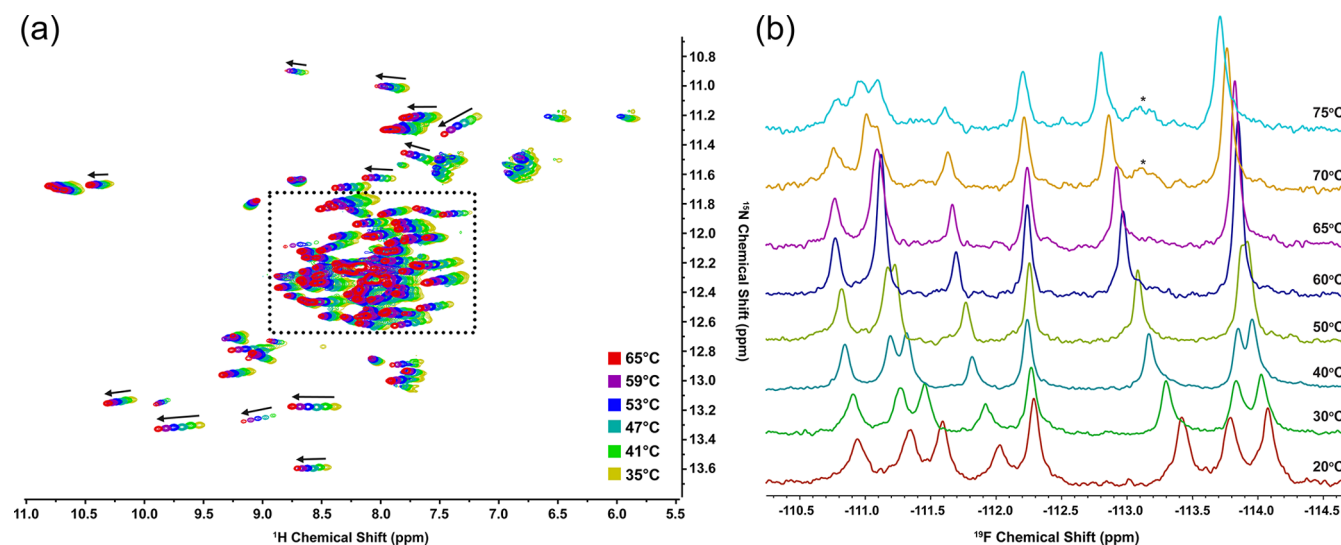 (a)
10.8
11.0
11.2
11.4
11.6
11.8
12.0
12.2
12.4
12.6
12.8
13.0
13.2
13.4
13.6
¹⁵N Chemical Shift (ppm)
65°C
59°C
53°C
47°C
41°C
35°C
11.0 10.5 10.0 9.5 9.0 8.5 8.0 7.5 7.0 6.5 6.0 5.5
¹H Chemical Shift (ppm)
(b)
*
75°C
*
70°C
65°C
60°C
50°C
40°C
30°C
20°C
-110.5 -111.0 -111.5 -112.0 -112.5 -113.0 -113.5 -114.0 -114.5
¹⁹F Chemical Shift (ppm)